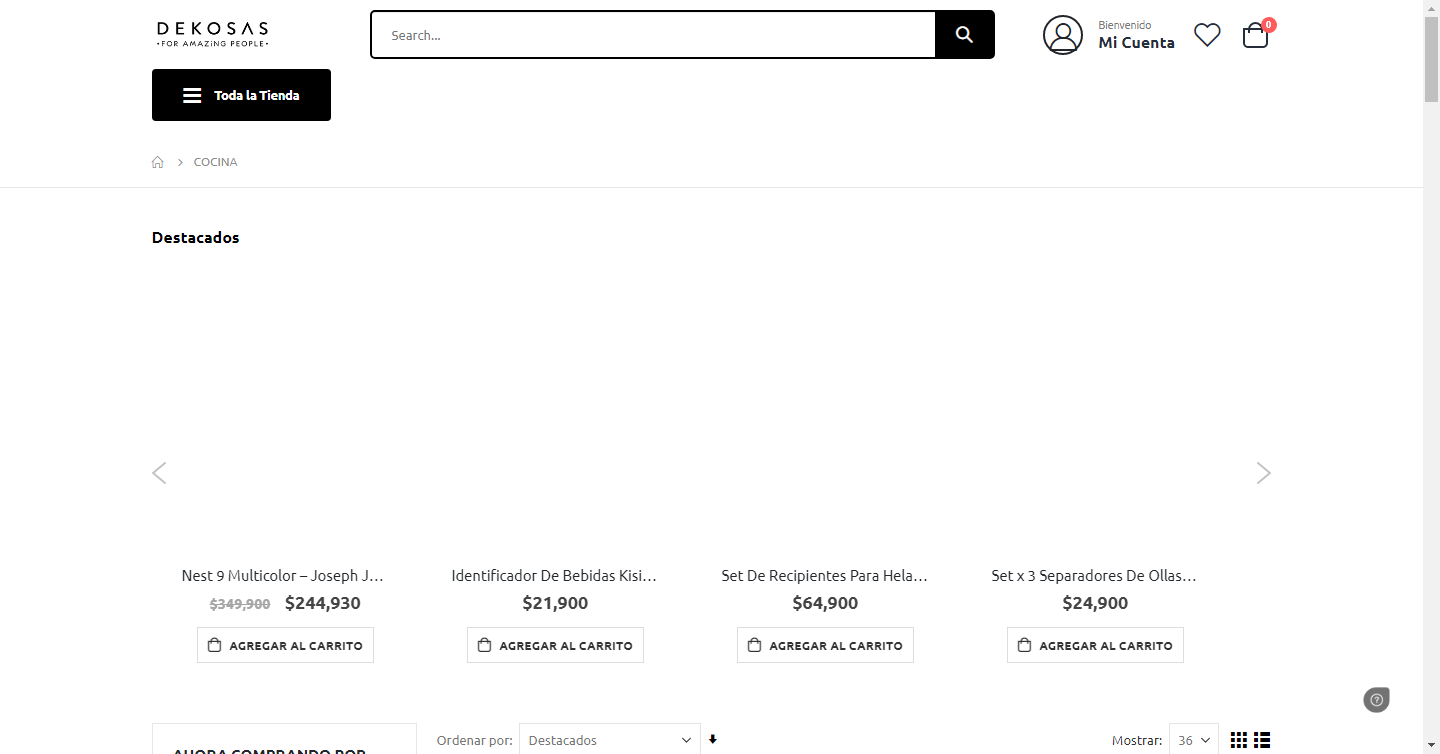 DEKOSAS
•FOR AMAZiNG PEOPLE•
Search...
Bienvenido
Mi Cuenta
0
Toda la Tienda
COCINA
Destacados
Nest 9 Multicolor – Joseph J...
$349,900 $244,930
AGREGAR AL CARRITO
Identificador De Bebidas Kisi...
$21,900
AGREGAR AL CARRITO
Set De Recipientes Para Hela...
$64,900
AGREGAR AL CARRITO
Set x 3 Separadores De Ollas...
$24,900
AGREGAR AL CARRITO
AHORA COMPRANDO POR
Ordenar por: Destacados
Mostrar: 36